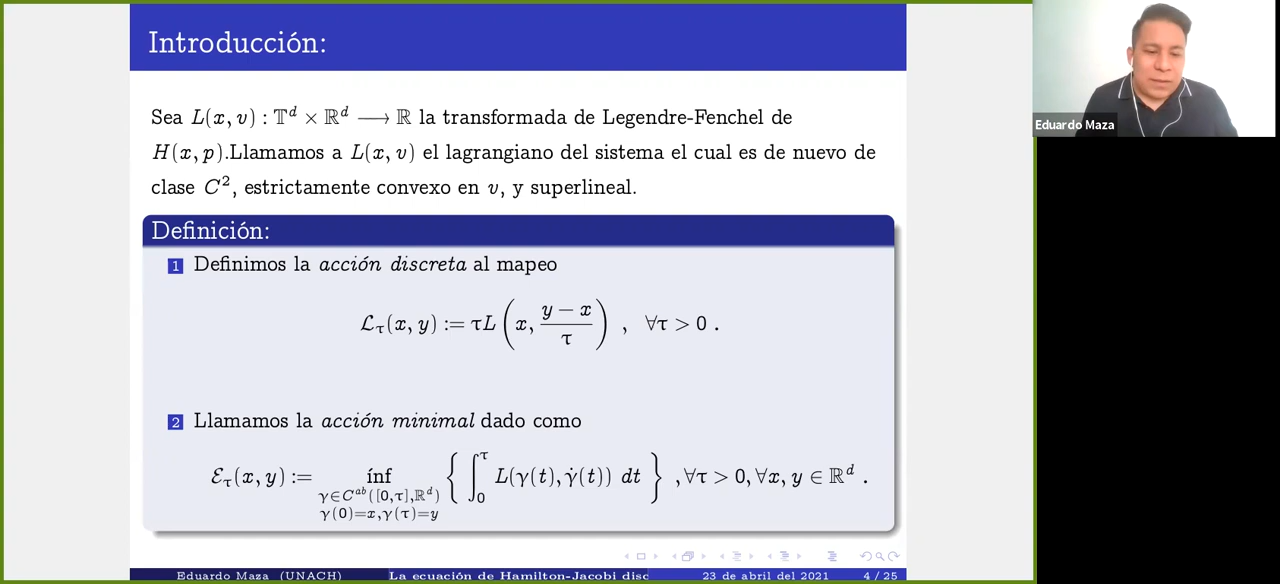 Introducción:
Sea L(x, v) : 𝕋^d × ℝ^d ⟶ ℝ la transformada de Legendre-Fenchel de
H(x, p).Llamamos a L(x, v) el lagrangiano del sistema el cual es de nuevo de
clase C², estrictamente convexo en v, y superlineal.
Definición:
1 Definimos la acción discreta al mapeo
ℒ_τ(x, y) := τL(x, (y − x)/τ) , ∀τ > 0 .
2 Llamamos la acción minimal dado como
ℰ_τ(x, y) := ínf_{γ∈C^{ab}([0,τ],ℝ^d) γ(0)=x,γ(τ)=y} { ∫_0^τ L(γ(t), γ̇(t)) dt } , ∀τ > 0, ∀x, y ∈ ℝ^d .
Eduardo Maza (UNACH) La ecuación de Hamilton-Jacobi disc 23 de abril del 2021 4 / 25
Eduardo Maza